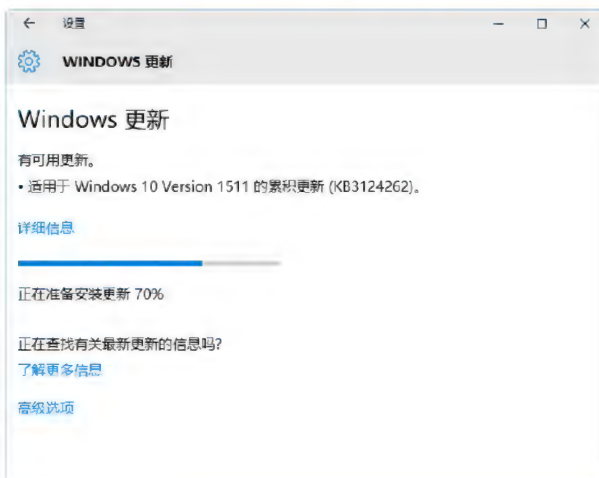 设置
WINDOWS 更新
Windows 更新
有可用更新。
• 适用于 Windows 10 Version 1511 的累积更新 (KB3124262)。
详细信息
正在准备安装更新 70%
正在查找有关最新更新的信息吗?
了解更多信息
高级选项